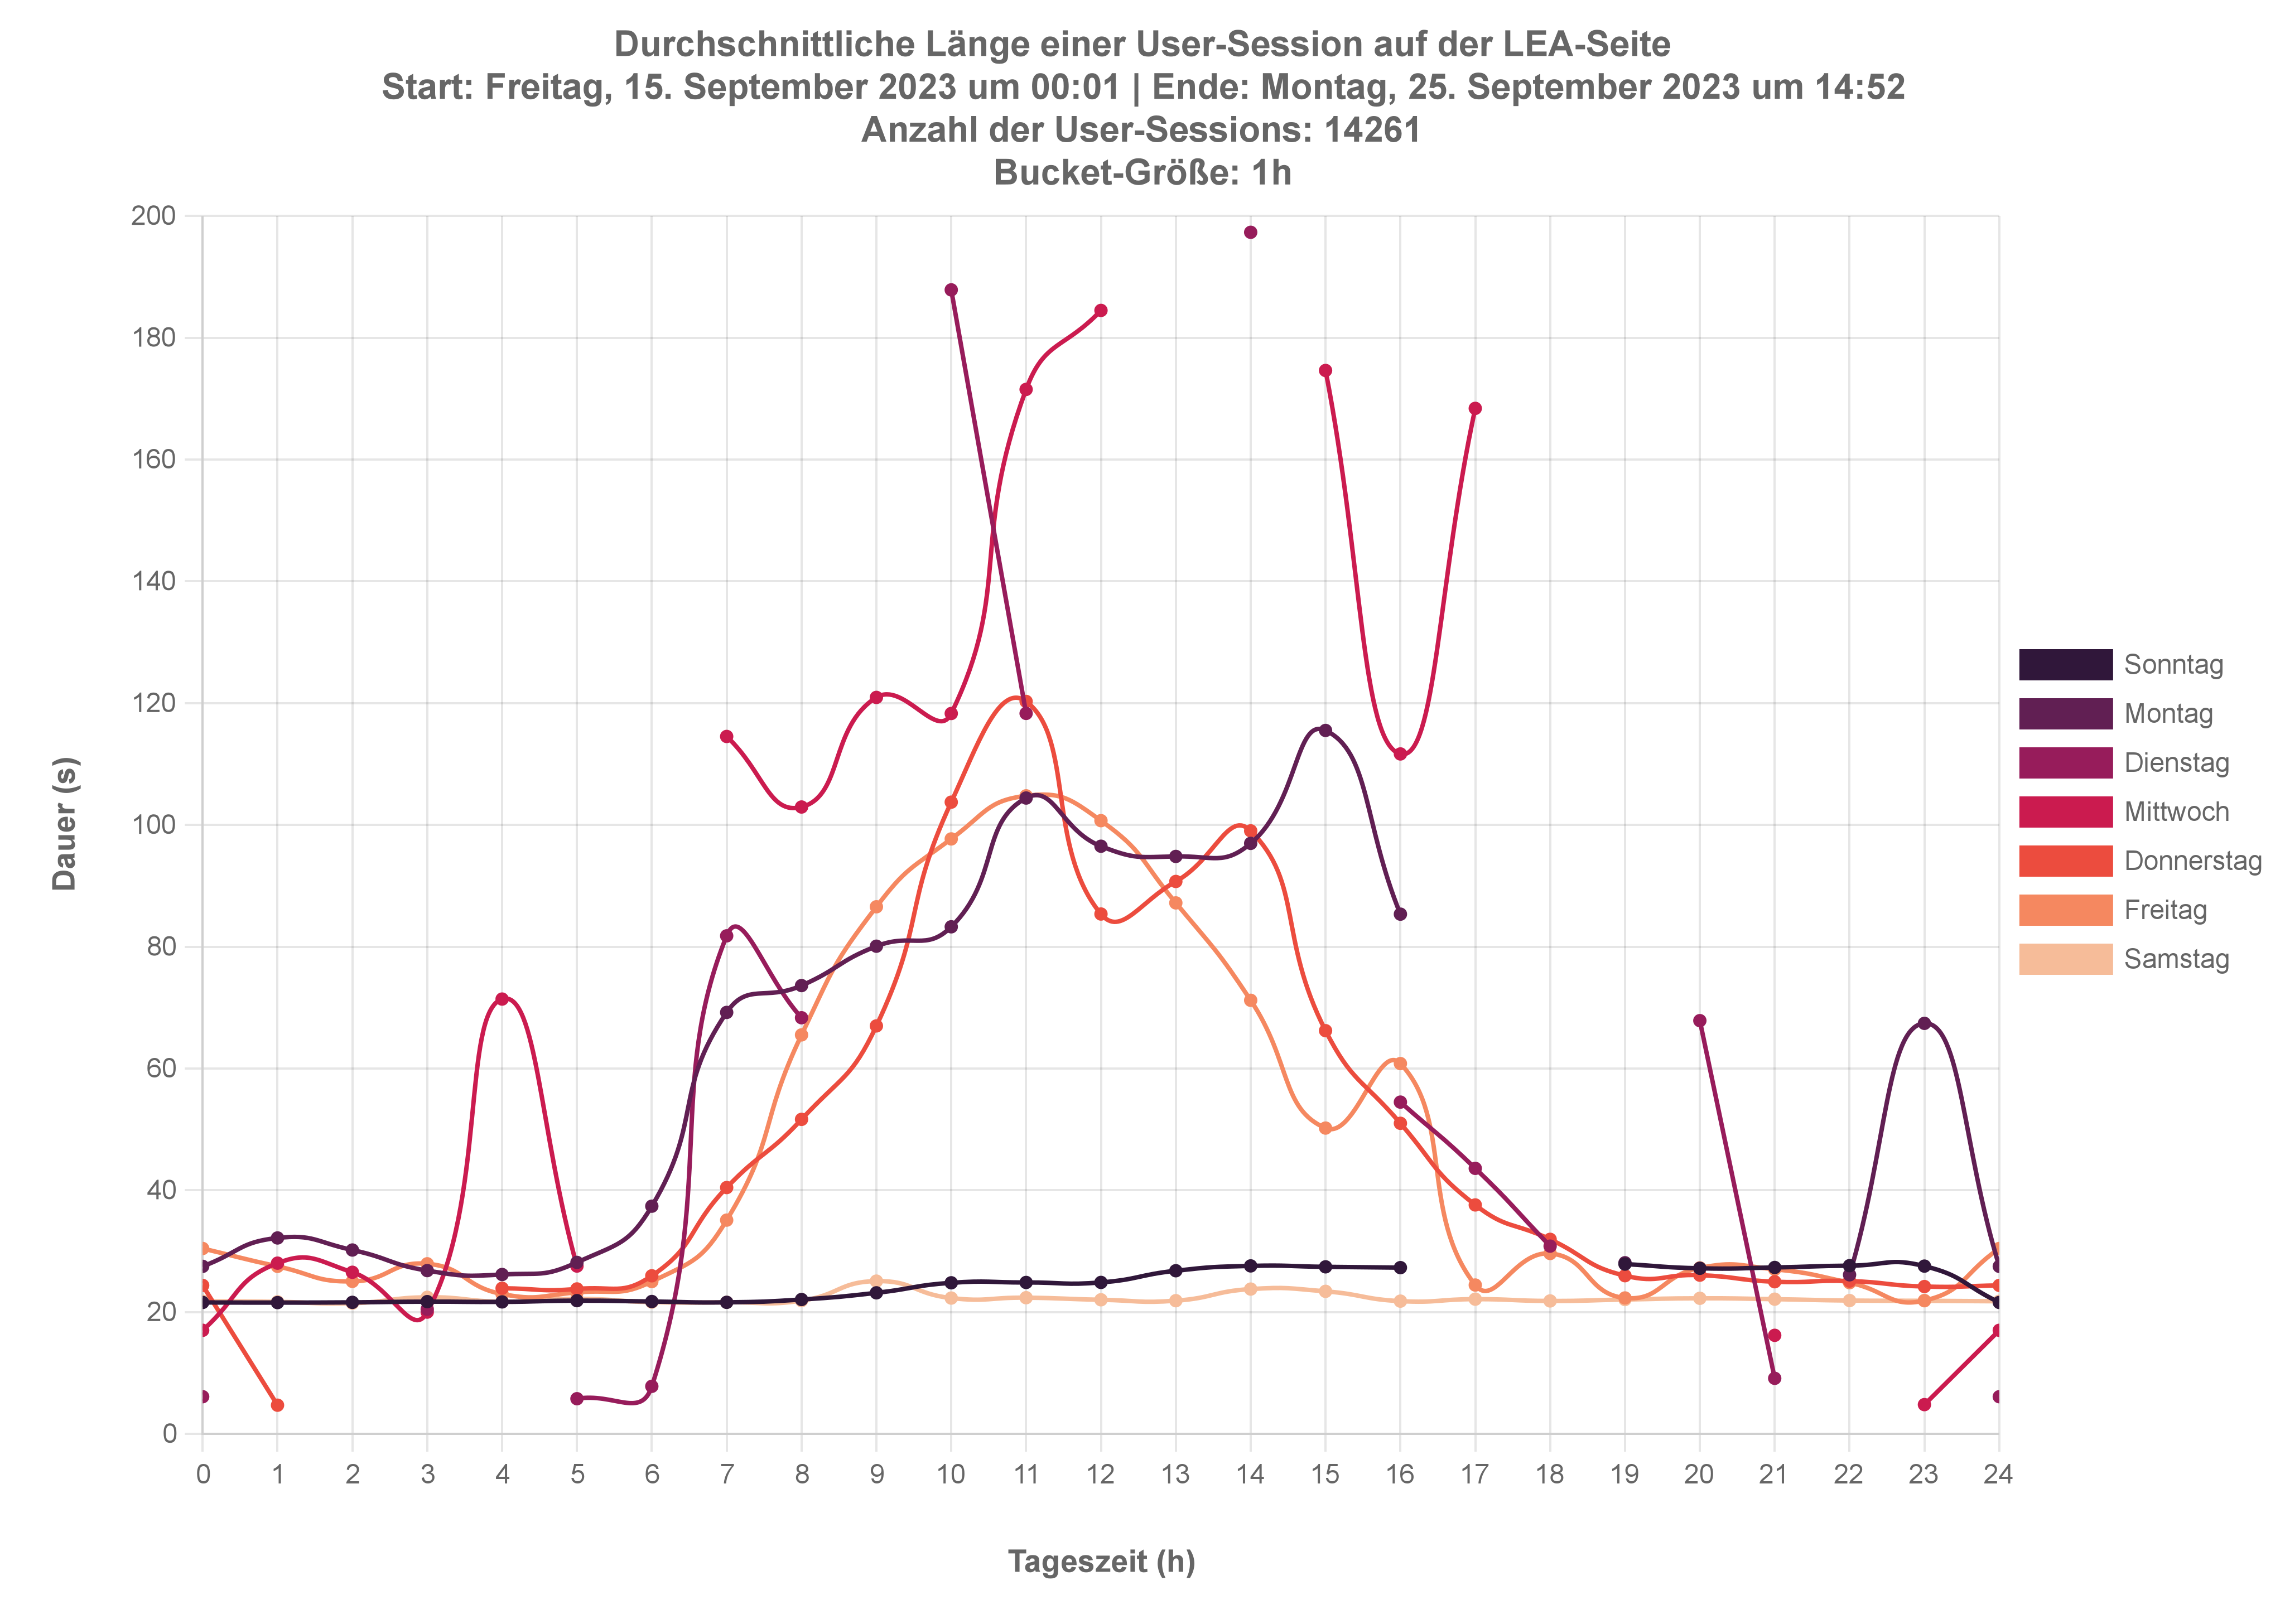 Durchschnittliche Länge einer User-Session auf der LEA-Seite
Start: Freitag, 15. September 2023 um 00:01 | Ende: Montag, 25. September 2023 um 14:52
Anzahl der User-Sessions: 14261
Bucket-Größe: 1h
200
180
160
140
120
100
80
60
40
20
0
Dauer (s)
0 1 2 3 4 5 6 7 8 9 10 11 12 13 14 15 16 17 18 19 20 21 22 23 24
Tageszeit (h)
Sonntag
Montag
Dienstag
Mittwoch
Donnerstag
Freitag
Samstag